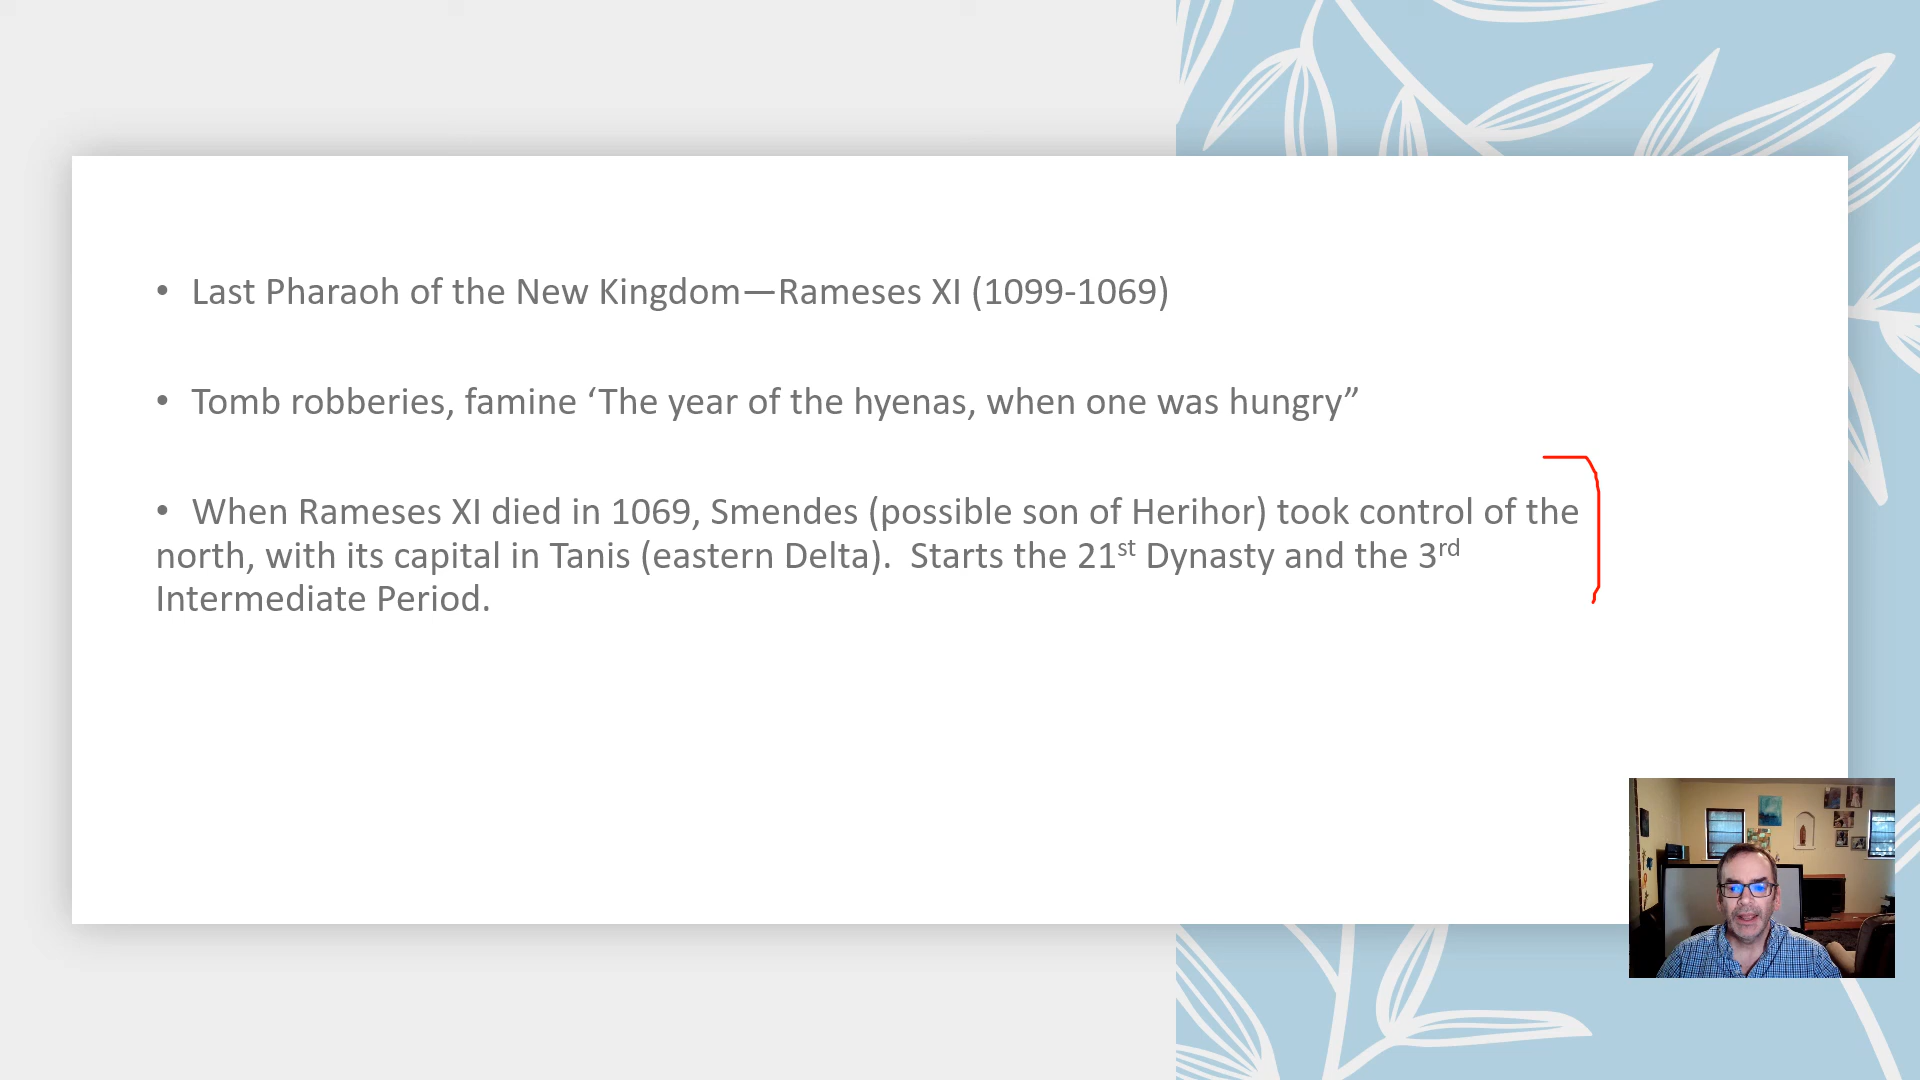 • Last Pharaoh of the New Kingdom—Rameses XI (1099-1069)
• Tomb robberies, famine ‘The year of the hyenas, when one was hungry”
• When Rameses XI died in 1069, Smendes (possible son of Herihor) took control of the
north, with its capital in Tanis (eastern Delta).  Starts the 21st Dynasty and the 3rd
Intermediate Period.